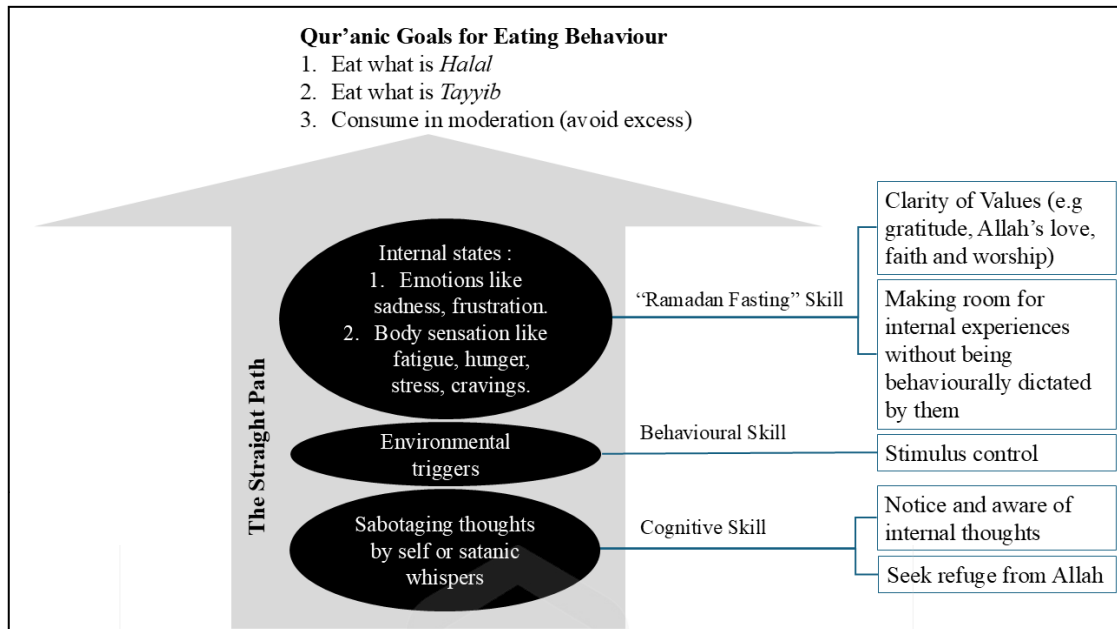 Qur’anic Goals for Eating Behaviour
1. Eat what is Halal
2. Eat what is Tayyib
3. Consume in moderation (avoid excess)
The Straight Path
Internal states :
1. Emotions like
sadness, frustration.
2. Body sensation like
fatigue, hunger,
stress, cravings.
“Ramadan Fasting” Skill
Clarity of Values (e.g
gratitude, Allah’s love,
faith and worship)
Making room for
internal experiences
without being
behaviourally dictated
by them
Environmental
triggers
Behavioural Skill
Stimulus control
Sabotaging thoughts
by self or satanic
whispers
Cognitive Skill
Notice and aware of
internal thoughts
Seek refuge from Allah